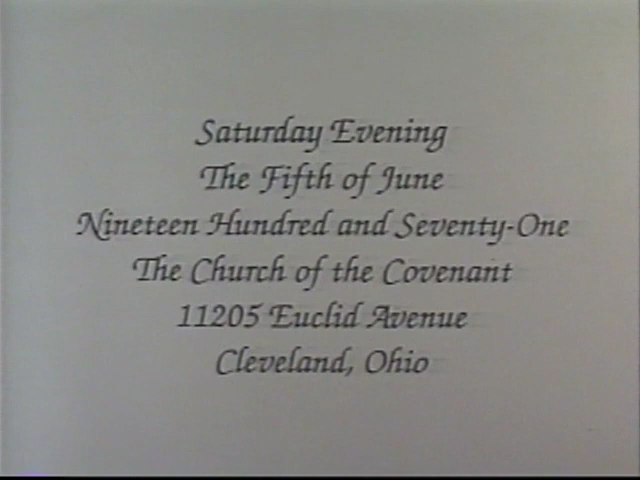 Saturday Evening
The Fifth of June
Nineteen Hundred and Seventy-One
The Church of the Covenant
11205 Euclid Avenue
Cleveland, Ohio